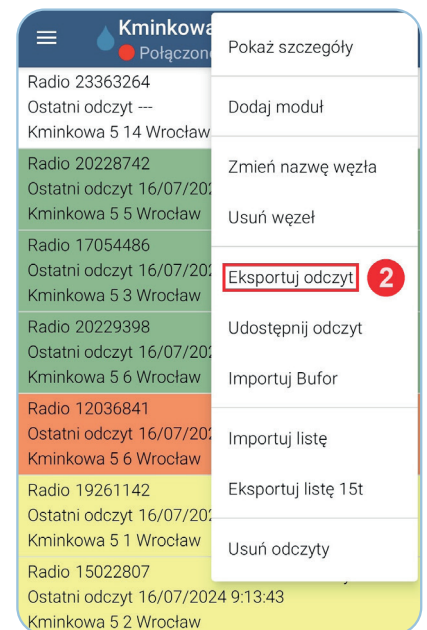 Kminkowa
Połączon
Radio 23363264
Ostatni odczyt ---
Kminkowa 5 14 Wrocław
Radio 20228742
Ostatni odczyt 16/07/202
Kminkowa 5 5 Wrocław
Radio 17054486
Ostatni odczyt 16/07/202
Kminkowa 5 3 Wrocław
Radio 20229398
Ostatni odczyt 16/07/202
Kminkowa 5 6 Wrocław
Radio 12036841
Ostatni odczyt 16/07/202
Kminkowa 5 6 Wrocław
Radio 19261142
Ostatni odczyt 16/07/202
Kminkowa 5 1 Wrocław
Radio 15022807
Ostatni odczyt 16/07/2024 9:13:43
Kminkowa 5 2 Wrocław
Pokaż szczegóły
Dodaj moduł
Zmień nazwę węzła
Usuń węzeł
Eksportuj odczyt 2
Udostępnij odczyt
Importuj Bufor
Importuj listę
Eksportuj listę 15t
Usuń odczyty